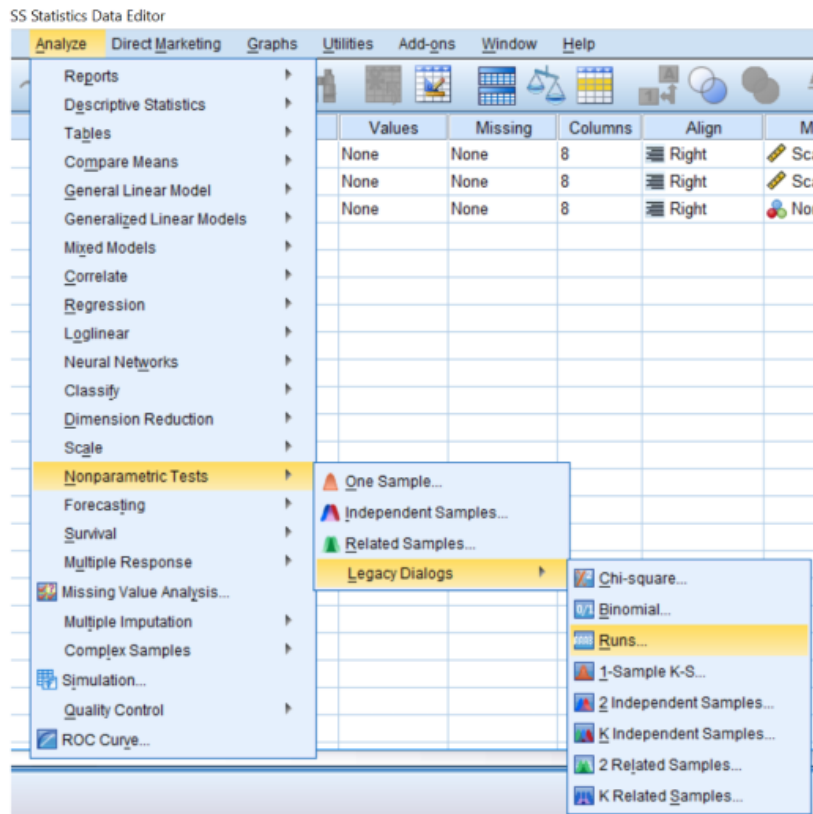 SS Statistics Data Editor
Analyze Direct Marketing Graphs Utilities Add-ons Window Help
Reports
Descriptive Statistics
Tables
Compare Means
General Linear Model
Generalized Linear Models
Mixed Models
Correlate
Regression
Loglinear
Neural Networks
Classify
Dimension Reduction
Scale
Nonparametric Tests
Forecasting
Survival
Multiple Response
Missing Value Analysis...
Multiple Imputation
Complex Samples
Simulation...
Quality Control
ROC Curve...
Values Missing Columns Align M
None None 8 Right Sca
None None 8 Right Sca
None None 8 Right No
One Sample...
Independent Samples...
Related Samples...
Legacy Dialogs
Chi-square...
Binomial...
Runs...
1-Sample K-S...
2 Independent Samples...
K Independent Samples...
2 Related Samples...
K Related Samples...